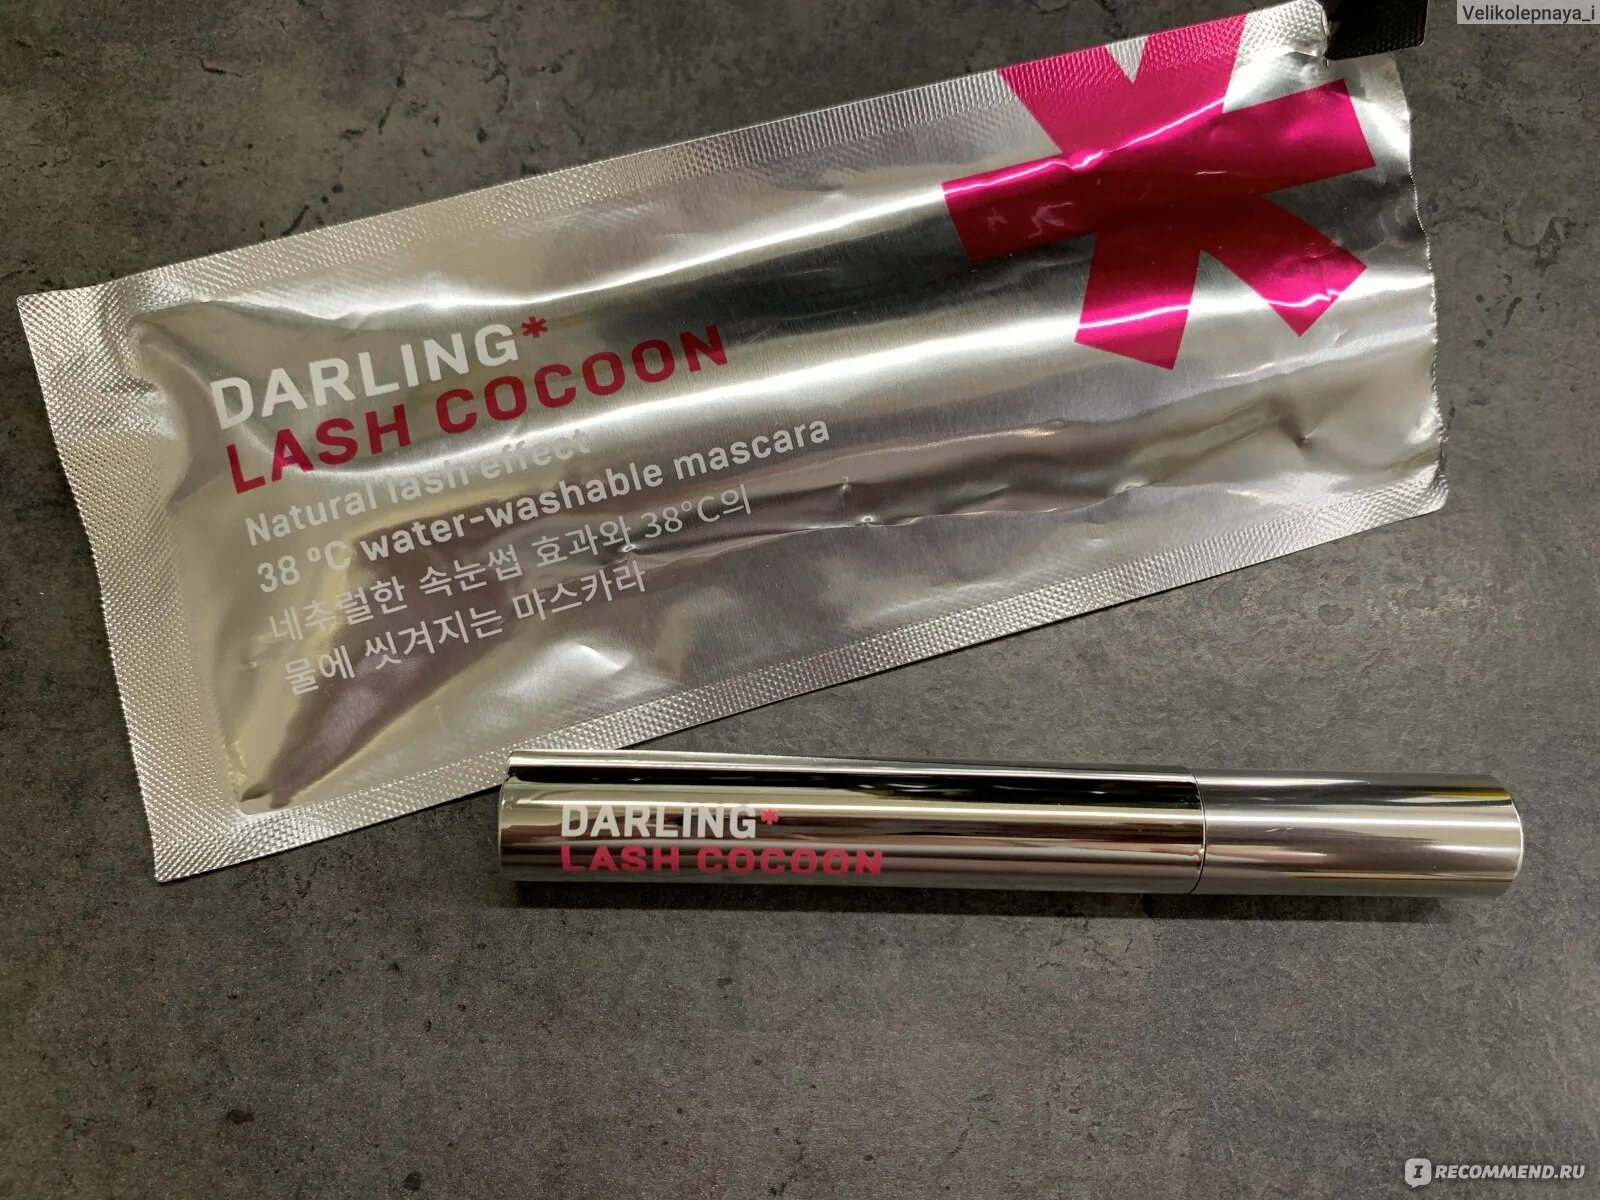 Velikolepnaya_i
DARLING*
LASH COCOON
Natural lash effect
38 ºC water-washable mascara
네추럴한 속눈썹 효과와 38°C의
물에 씻겨지는 마스카라
DARLING*
LASH COCOON
RECOMMEND.RU